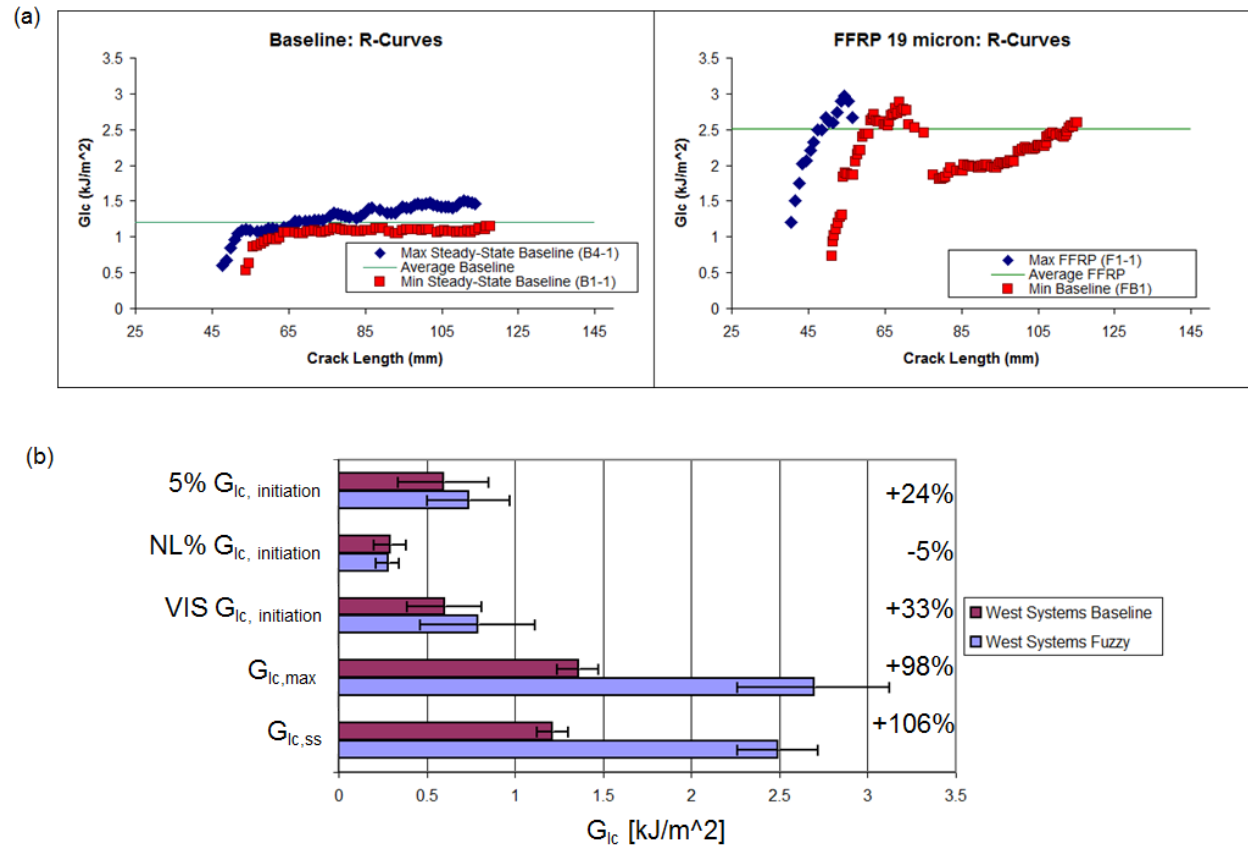 (a)
Baseline: R-Curves
GIc (kJ/m^2)
3.5
3
2.5
2
1.5
1
0.5
0
25
45
65
85
105
125
145
Crack Length (mm)
Max Steady-State Baseline (B4-1)
Average Baseline
Min Steady-State Baseline (B1-1)
FFRP 19 micron: R-Curves
GIc (kJ/m^2)
3.5
3
2.5
2
1.5
1
0.5
0
25
45
65
85
105
125
145
Crack Length (mm)
Max FFRP (F1-1)
Average FFRP
Min Baseline (FB1)
(b)
5% GIc, initiation +24%
NL% GIc, initiation -5%
VIS GIc, initiation +33%
GIc,max +98%
GIc,ss +106%
West Systems Baseline
West Systems Fuzzy
0 0.5 1 1.5 2 2.5 3 3.5
GIc [kJ/m^2]